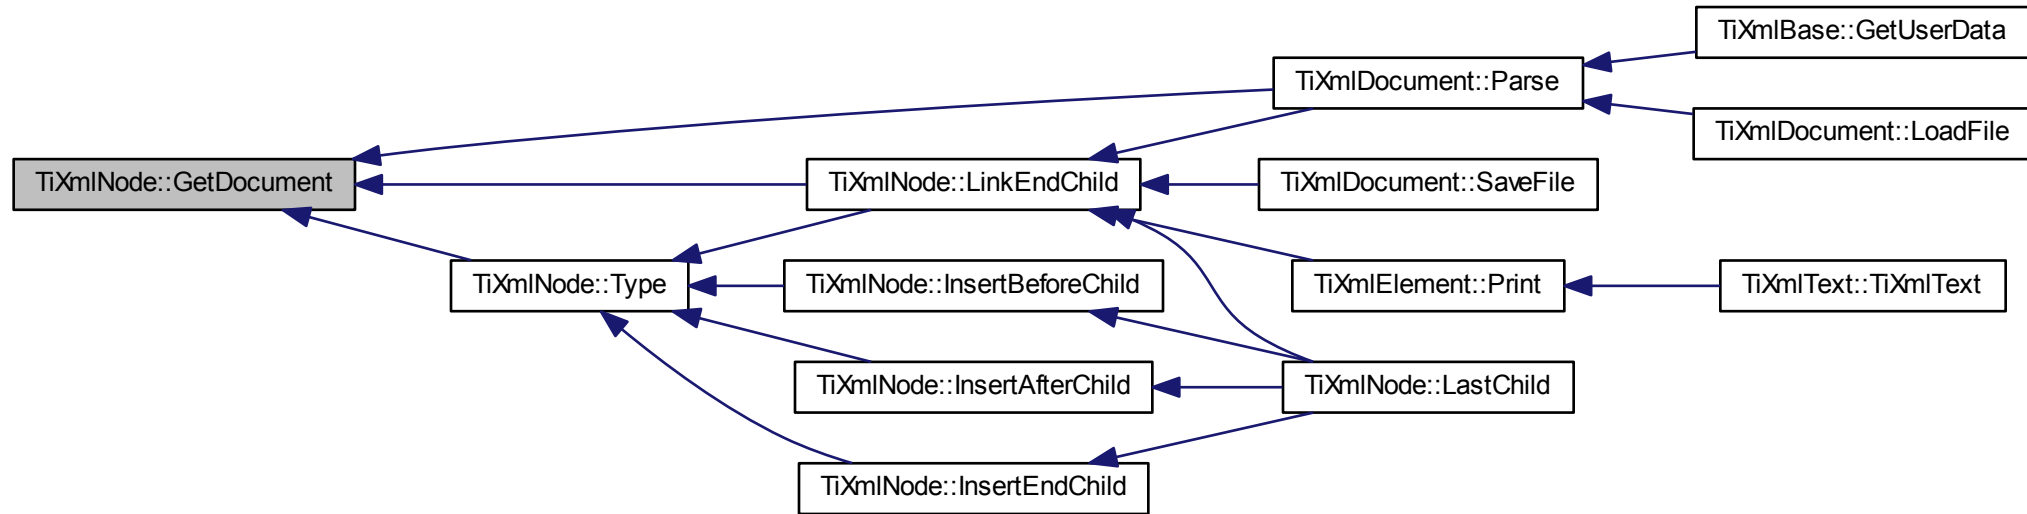 TiXmlBase::GetUserData
TiXmlDocument::Parse
TiXmlDocument::LoadFile
TiXmlNode::GetDocument
TiXmlNode::LinkEndChild
TiXmlDocument::SaveFile
TiXmlNode::Type
TiXmlNode::InsertBeforeChild
TiXmlElement::Print
TiXmlText::TiXmlText
TiXmlNode::InsertAfterChild
TiXmlNode::LastChild
TiXmlNode::InsertEndChild